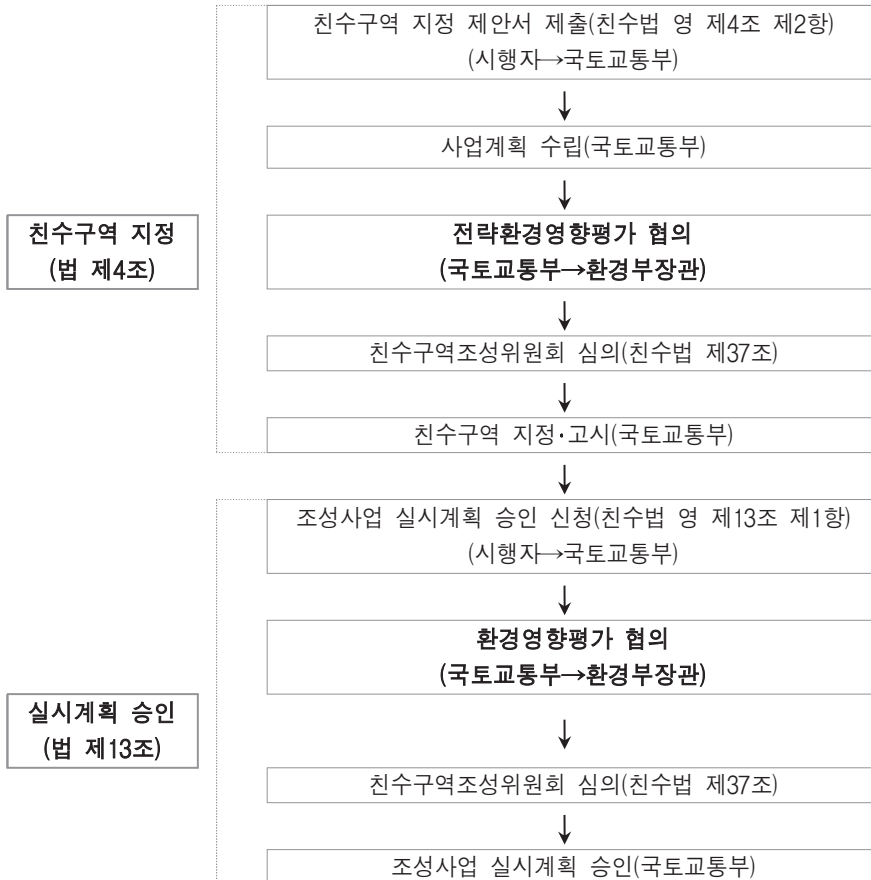 친수구역 지정 제안서 제출(친수법 영 제4조 제2항)
(시행자→국토교통부)
↓
사업계획 수립(국토교통부)
↓
친수구역 지정
(법 제4조)
전략환경영향평가 협의
(국토교통부→환경부장관)
↓
친수구역조성위원회 심의(친수법 제37조)
↓
친수구역 지정·고시(국토교통부)
↓
조성사업 실시계획 승인 신청(친수법 영 제13조 제1항)
(시행자→국토교통부)
↓
환경영향평가 협의
(국토교통부→환경부장관)
실시계획 승인
(법 제13조)
↓
친수구역조성위원회 심의(친수법 제37조)
↓
조성사업 실시계획 승인(국토교통부)